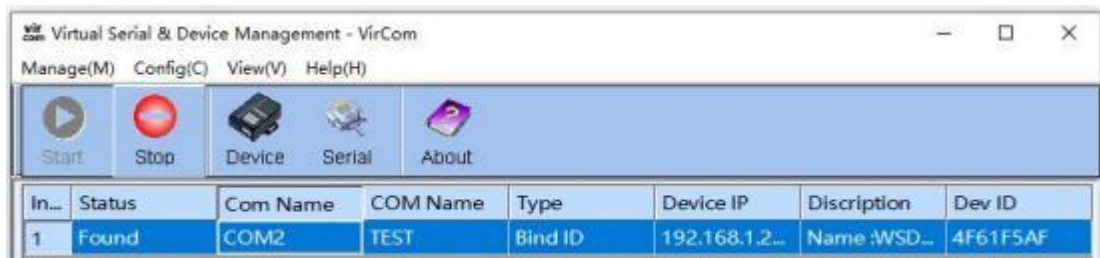 vir com Virtual Serial & Device Management - VirCom
Manage(M) Config(C) View(V) Help(H)
Start Stop Device Serial About
In... Status Com Name COM Name Type Device IP Discription Dev ID
1 Found COM2 TEST Bind ID 192.168.1.2... Name :WSD... 4F61F5AF